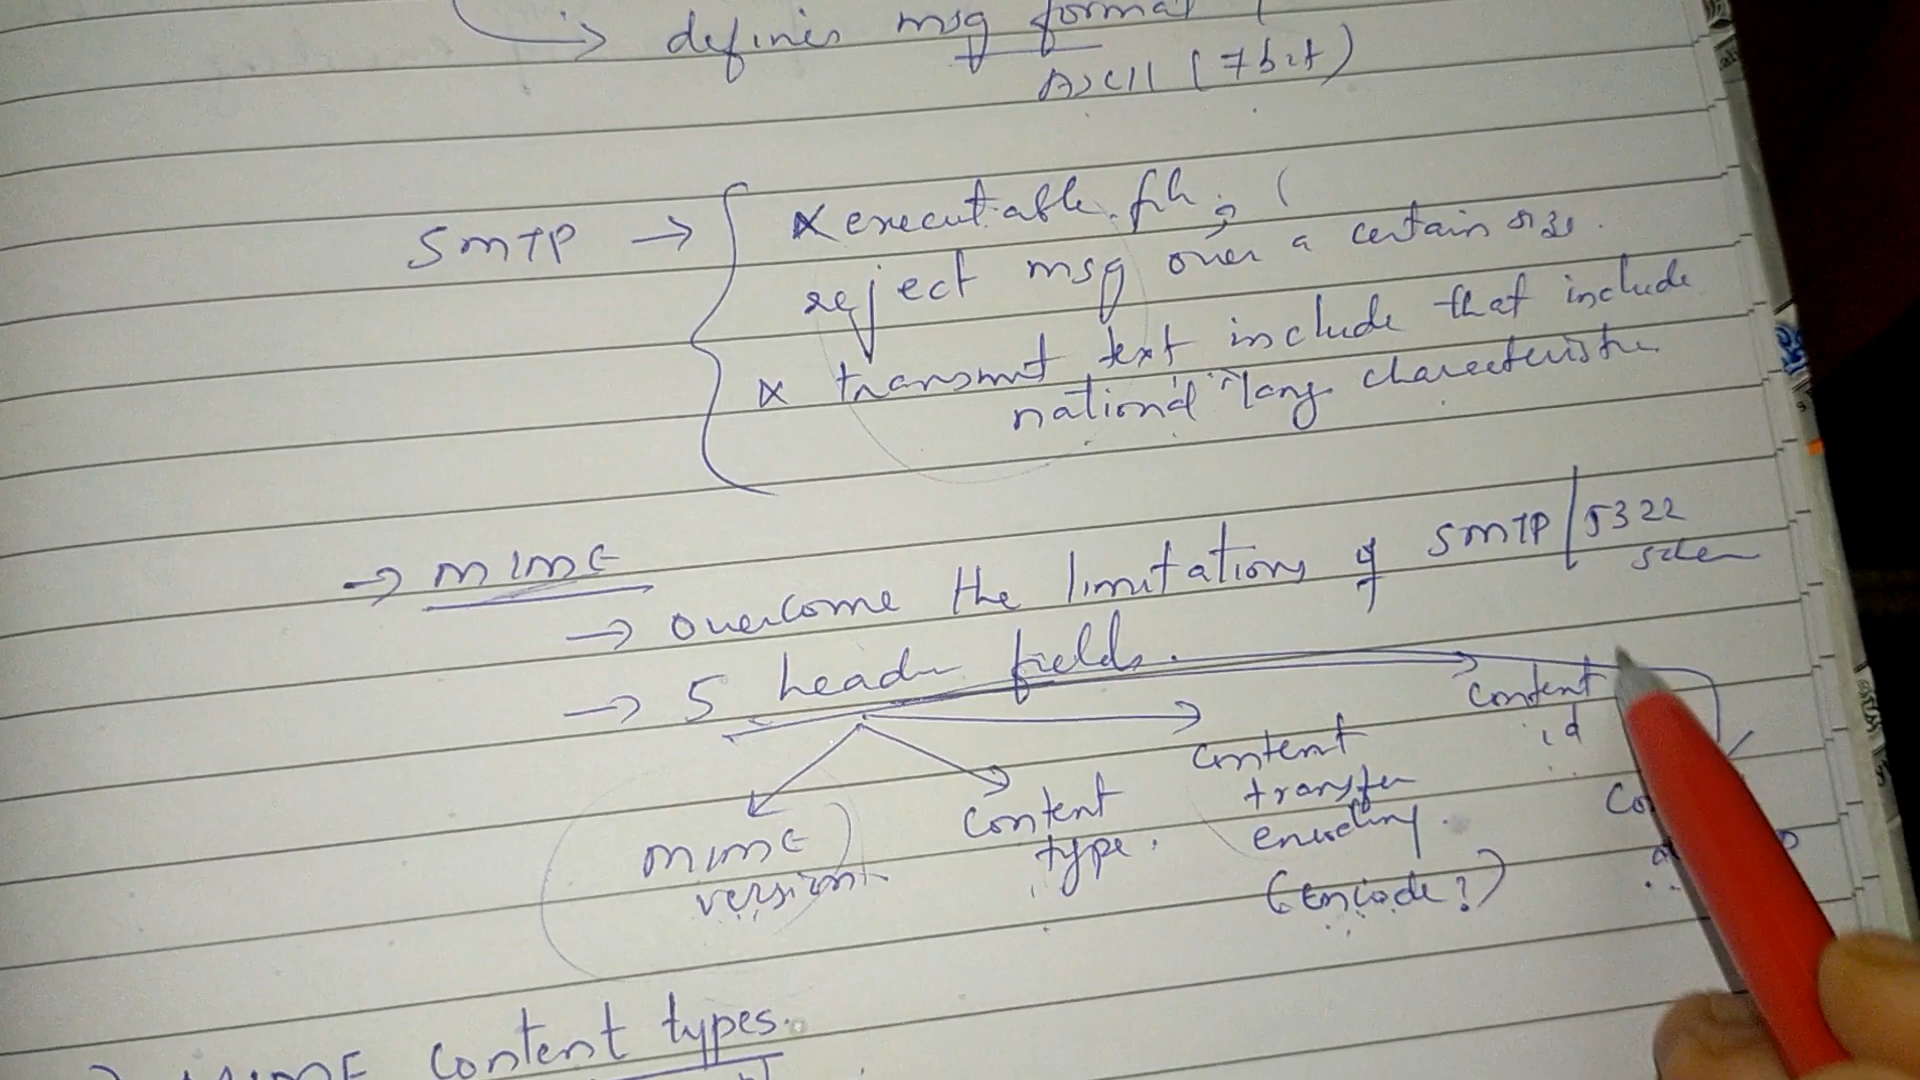 → defines msg format (
ASCII (7bit)
SMTP → x executable file; (
reject msg over a certain size.
x transmit text include that include
national lang characteristic
→ MIME
→ overcome the limitations of SMTP/5322
→ 5 header fields.
MIME version
content type.
content transfer encoding.
(Encode?)
content id
MIME content types.